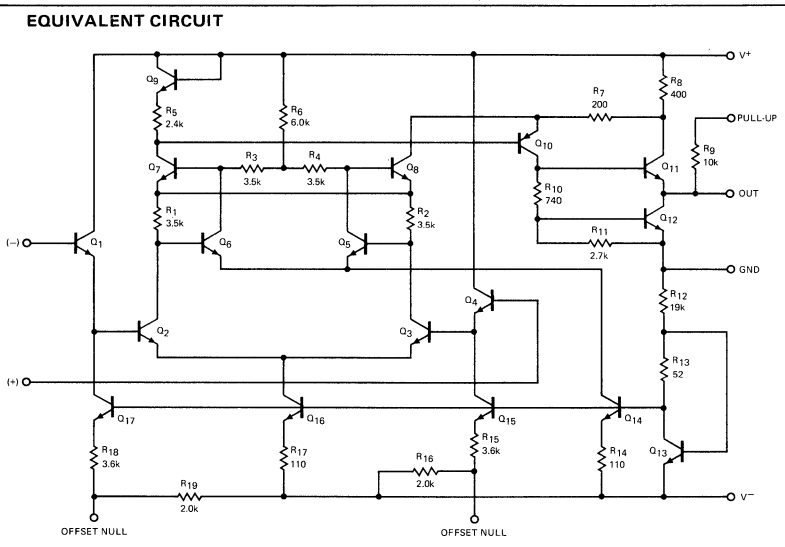 EQUIVALENT CIRCUIT
V+
Q9
R5
2.4k
R6
6.0k
R7
200
R8
400
PULL-UP
Q10
R9
10k
Q7
R3
3.5k
R4
3.5k
Q8
Q11
R10
740
OUT
R1
3.5k
R2
3.5k
Q12
(−)
Q1
Q6
Q5
R11
2.7k
GND
Q4
R12
19k
Q2
Q3
R13
52
(+)
Q17
Q16
Q15
Q14
R18
3.6k
R17
110
R16
2.0k
R15
3.6k
R14
110
Q13
R19
2.0k
V−
OFFSET NULL
OFFSET NULL